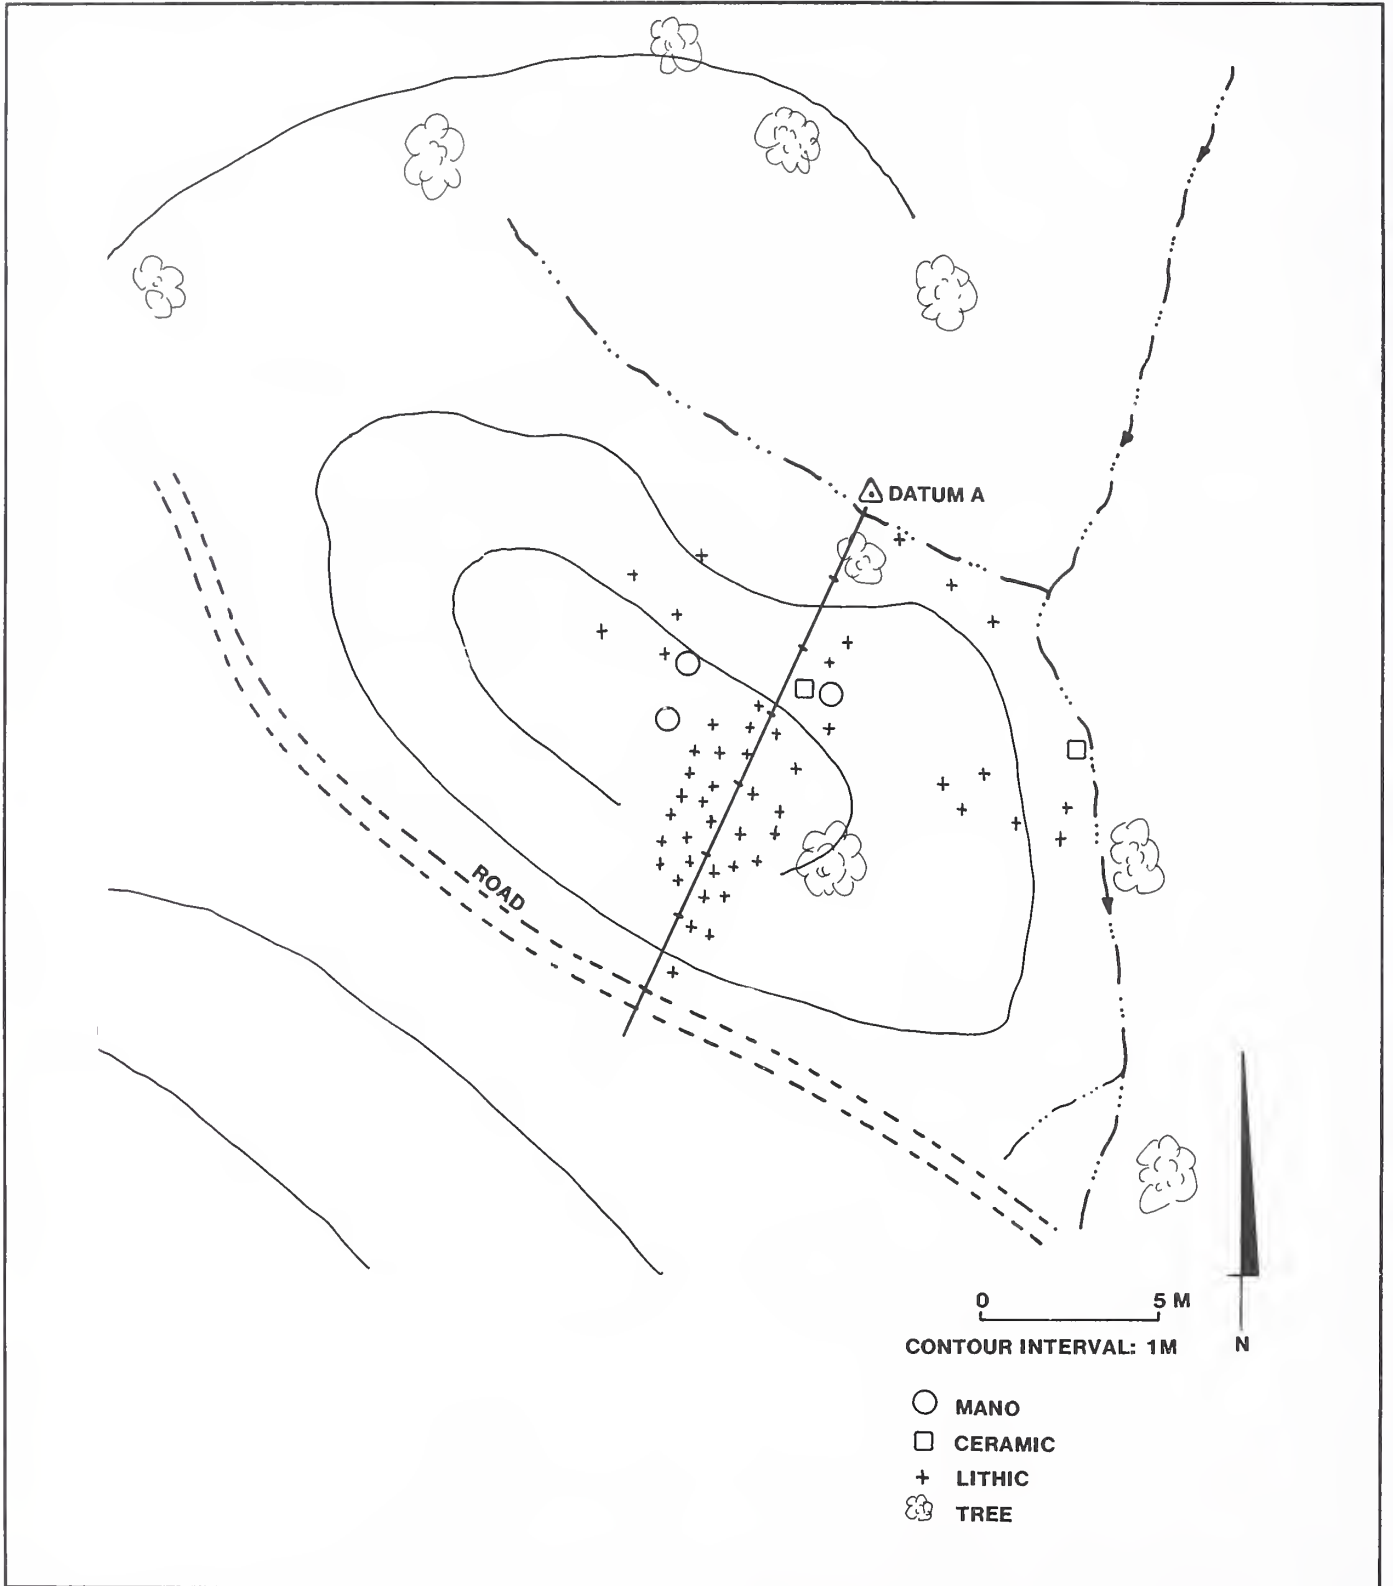 DATUM A
ROAD
0 5 M
CONTOUR INTERVAL: 1M
N
MANO
CERAMIC
LITHIC
TREE